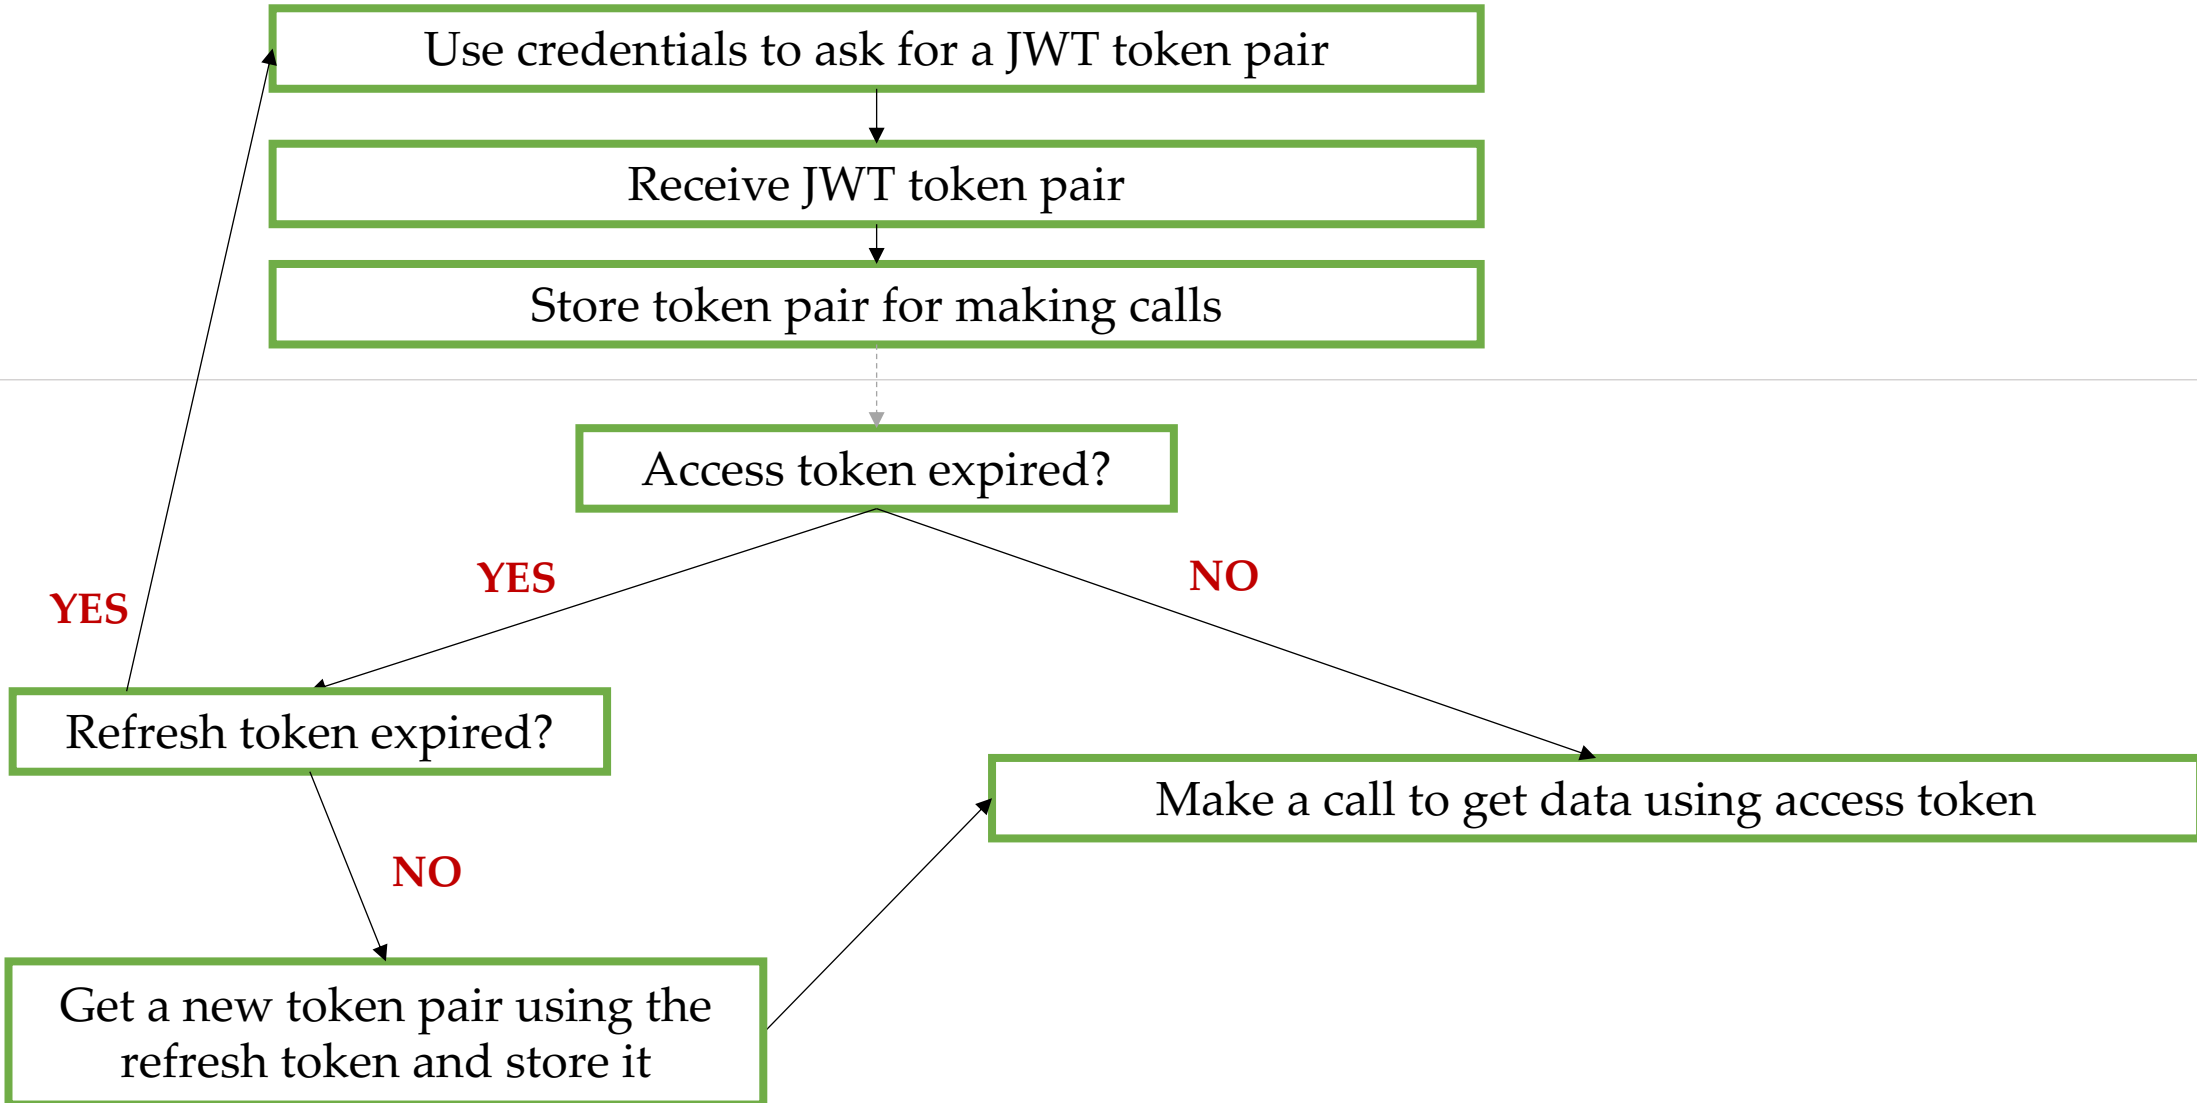 Use credentials to ask for a JWT token pair
Receive JWT token pair
Store token pair for making calls
Access token expired?
YES
NO
YES
Refresh token expired?
Make a call to get data using access token
NO
Get a new token pair using the
refresh token and store it